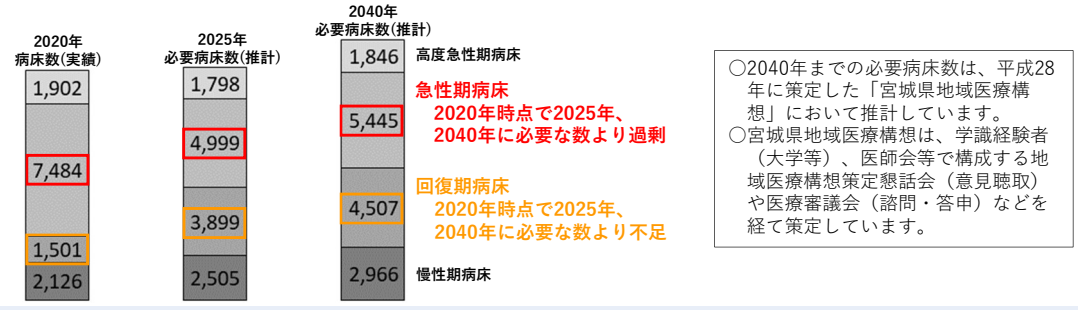 2020年
病床数(実績)
1,902
7,484
1,501
2,126
2025年
必要病床数(推計)
1,798
4,999
3,899
2,505
2040年
必要病床数(推計)
1,846
5,445
4,507
2,966
高度急性期病床
急性期病床
2020年時点で2025年、
2040年に必要な数より過剰
回復期病床
2020年時点で2025年、
2040年に必要な数より不足
慢性期病床
○2040年までの必要病床数は、平成28
年に策定した「宮城県地域医療構
想」において推計しています。
○宮城県地域医療構想は、学識経験者
（大学等）、医師会等で構成する地
域医療構想策定懇話会（意見聴取）
や医療審議会（諮問・答申）などを
経て策定しています。